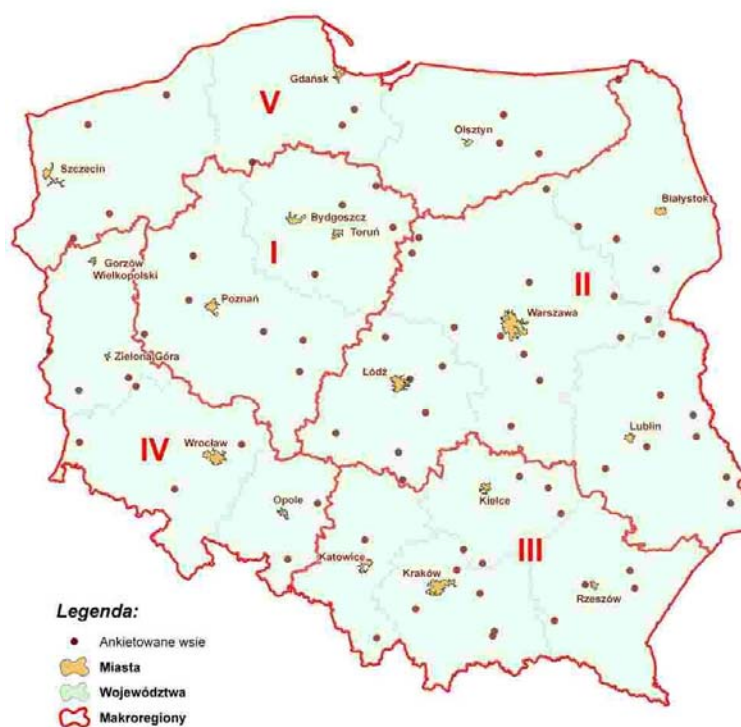 Gdańsk
V
Olsztyn
Szczecin
Białystok
Bydgoszcz
Toruń
I
Gorzów
Wielkopolski
II
Poznań
Warszawa
Zielona Góra
Łódź
Lublin
IV
Wrocław
Kielce
Opole
III
Katowice
Kraków
Rzeszów
Legenda:
Ankietowane wsie
Miasta
Województwa
Makroregiony